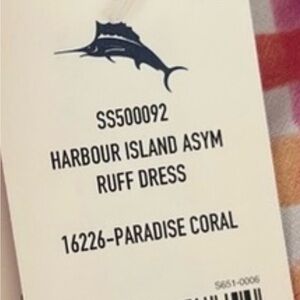 SS500092
HARBOUR ISLAND ASYM
RUFF DRESS
16226-PARADISE CORAL
S651-0006